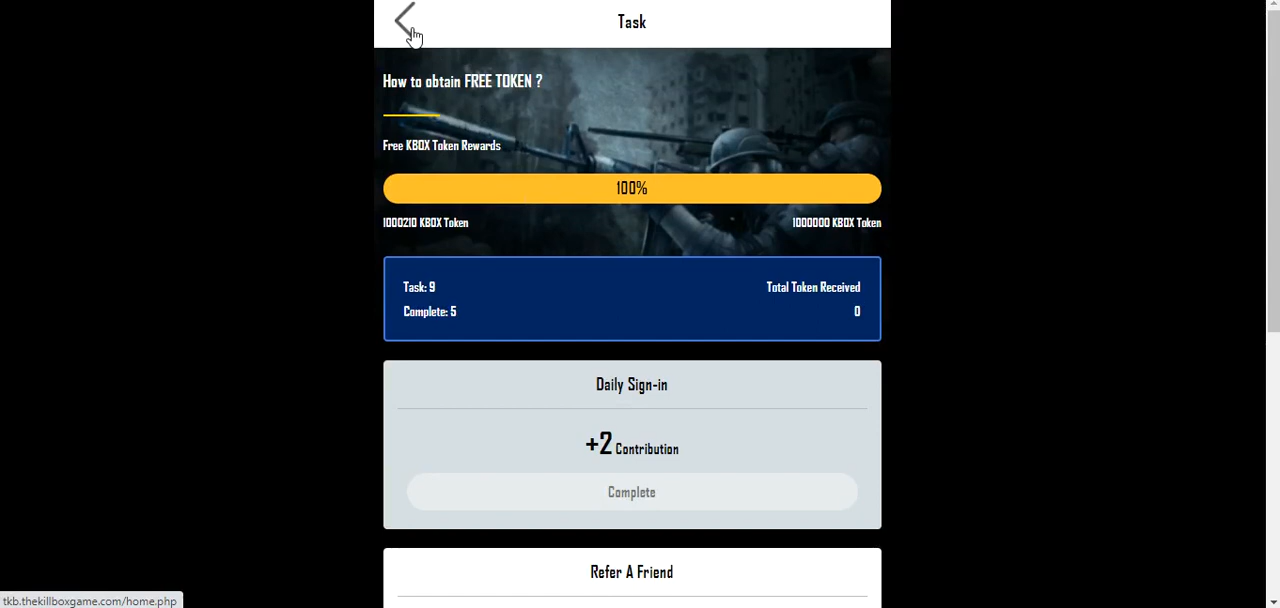 Task
How to obtain FREE TOKEN ?
Free KBOX Token Rewards
100%
1000210 KBOX Token
1000000 KBOX Token
Task: 9
Total Token Received
Complete: 5
0
Daily Sign-in
+2 Contribution
Complete
Refer A Friend
tkb.thekillboxgame.com/home.php